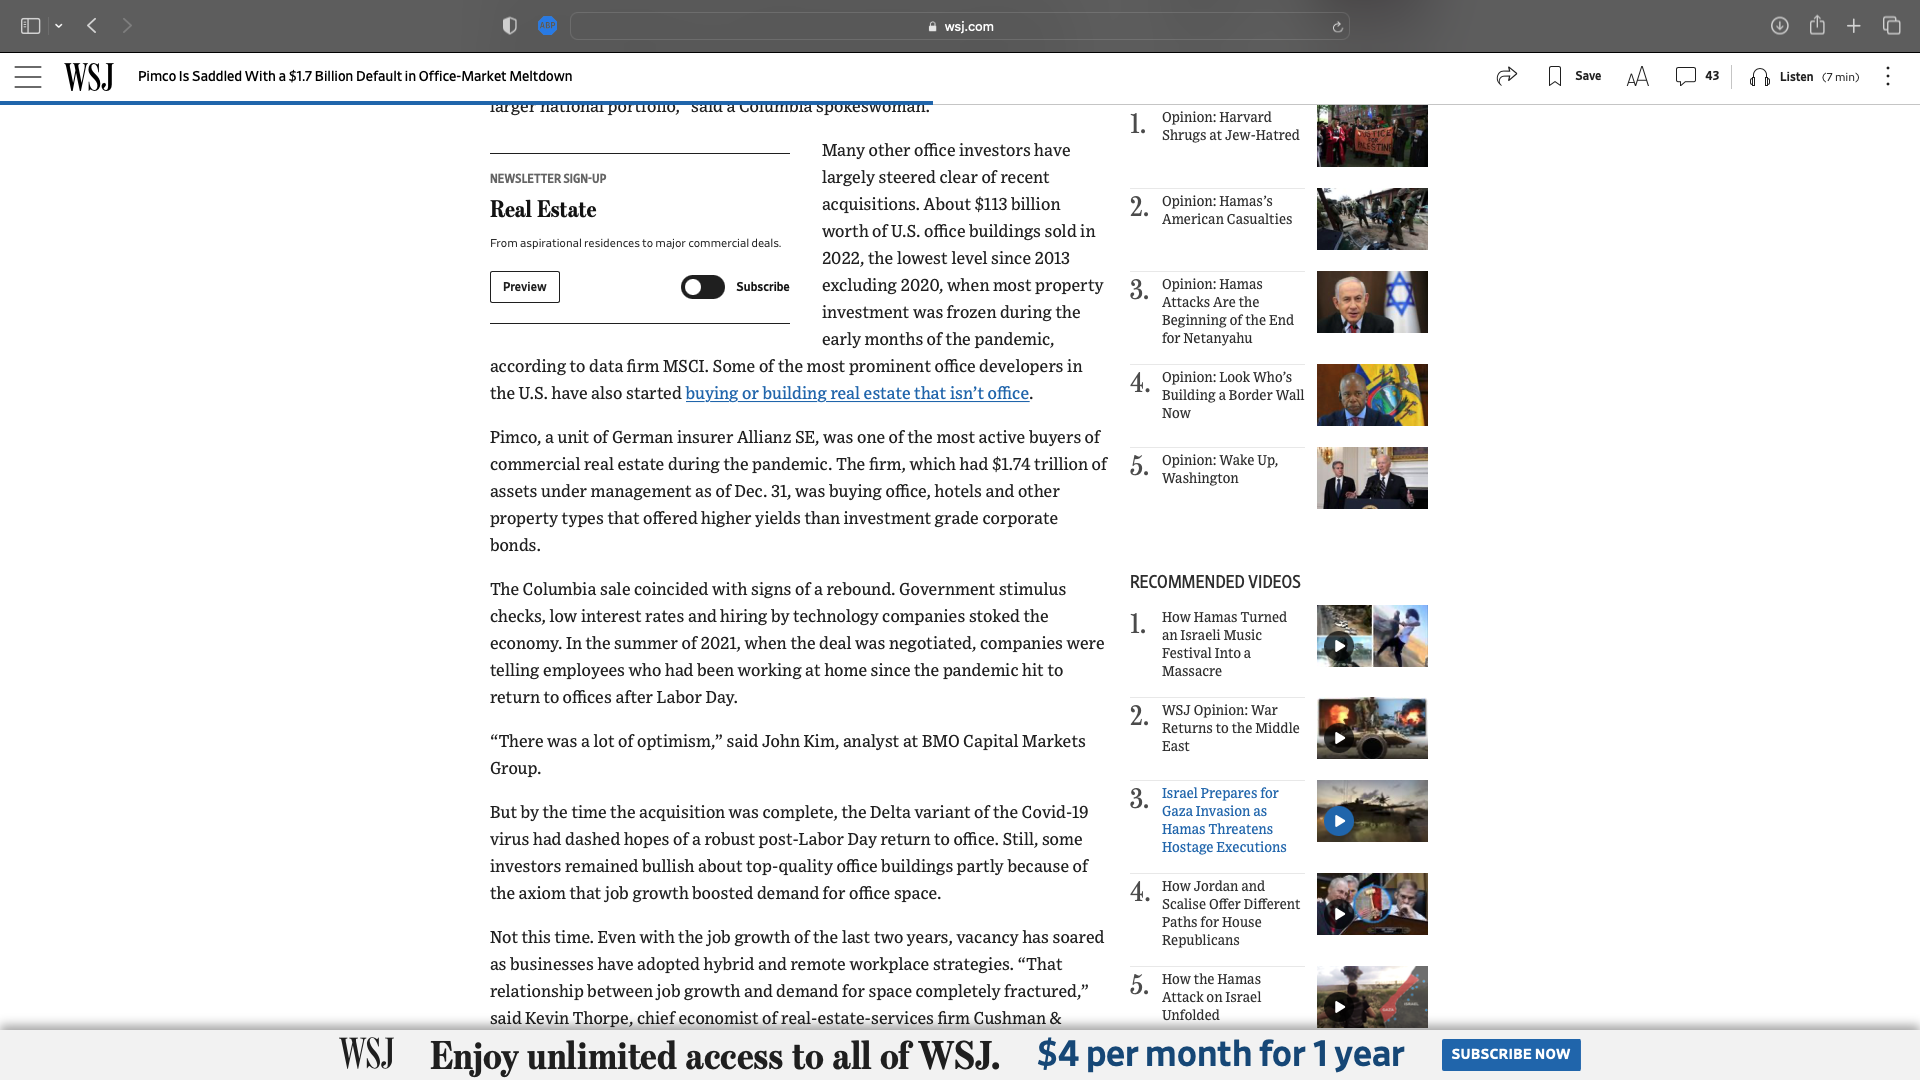 wsj.com
WSJ
Pimco Is Saddled With a $1.7 Billion Default in Office-Market Meltdown
Save
43
Listen (7 min)
larger national portfolio,” said a Columbia spokeswoman.
NEWSLETTER SIGN-UP
Real Estate
From aspirational residences to major commercial deals.
Preview
Subscribe
Many other office investors have
largely steered clear of recent
acquisitions. About $113 billion
worth of U.S. office buildings sold in
2022, the lowest level since 2013
excluding 2020, when most property
investment was frozen during the
early months of the pandemic,
according to data firm MSCI. Some of the most prominent office developers in
the U.S. have also started buying or building real estate that isn’t office.
Pimco, a unit of German insurer Allianz SE, was one of the most active buyers of
commercial real estate during the pandemic. The firm, which had $1.74 trillion of
assets under management as of Dec. 31, was buying office, hotels and other
property types that offered higher yields than investment grade corporate
bonds.
The Columbia sale coincided with signs of a rebound. Government stimulus
checks, low interest rates and hiring by technology companies stoked the
economy. In the summer of 2021, when the deal was negotiated, companies were
telling employees who had been working at home since the pandemic hit to
return to offices after Labor Day.
“There was a lot of optimism,” said John Kim, analyst at BMO Capital Markets
Group.
But by the time the acquisition was complete, the Delta variant of the Covid-19
virus had dashed hopes of a robust post-Labor Day return to office. Still, some
investors remained bullish about top-quality office buildings partly because of
the axiom that job growth boosted demand for office space.
Not this time. Even with the job growth of the last two years, vacancy has soared
as businesses have adopted hybrid and remote workplace strategies. “That
relationship between job growth and demand for space completely fractured,”
said Kevin Thorpe, chief economist of real-estate-services firm Cushman &
1. Opinion: Harvard
Shrugs at Jew-Hatred
2. Opinion: Hamas’s
American Casualties
3. Opinion: Hamas
Attacks Are the
Beginning of the End
for Netanyahu
4. Opinion: Look Who’s
Building a Border Wall
Now
5. Opinion: Wake Up,
Washington
RECOMMENDED VIDEOS
1. How Hamas Turned
an Israeli Music
Festival Into a
Massacre
2. WSJ Opinion: War
Returns to the Middle
East
3. Israel Prepares for
Gaza Invasion as
Hamas Threatens
Hostage Executions
4. How Jordan and
Scalise Offer Different
Paths for House
Republicans
5. How the Hamas
Attack on Israel
Unfolded
WSJ
Enjoy unlimited access to all of WSJ.
$4 per month for 1 year
SUBSCRIBE NOW